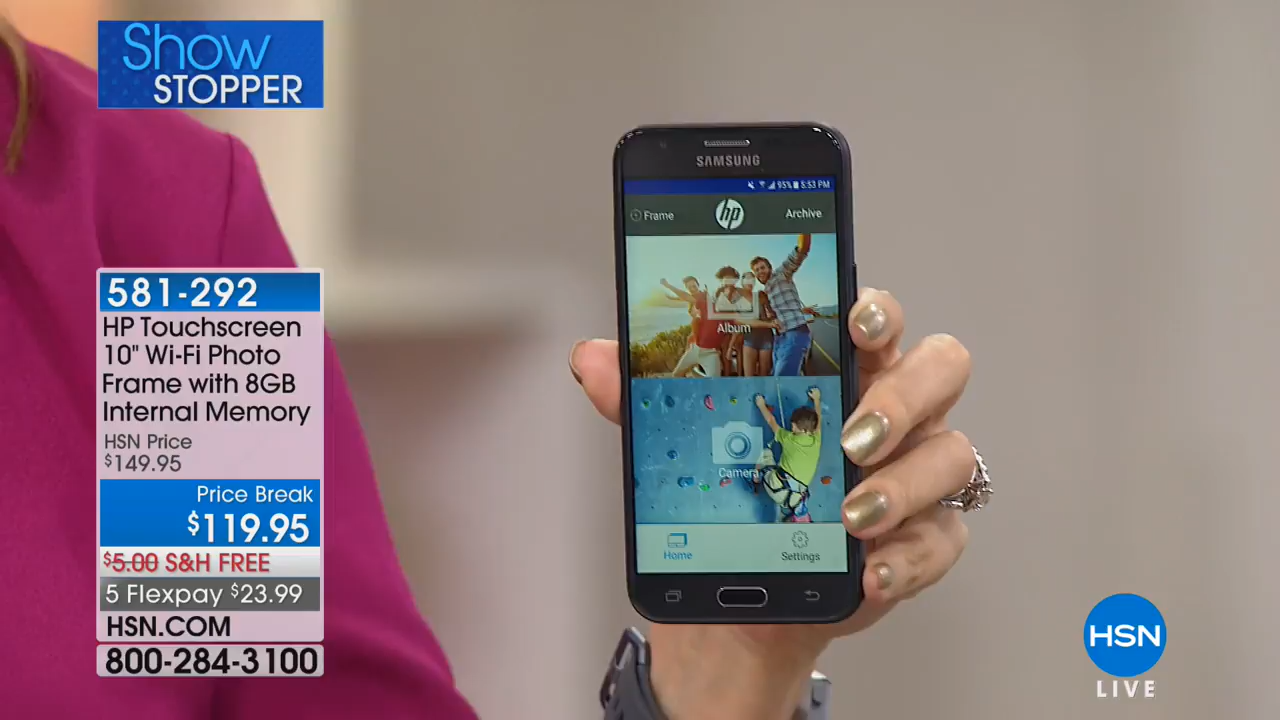 Show
STOPPER
581-292
HP Touchscreen
10" Wi-Fi Photo
Frame with 8GB
Internal Memory
HSN Price
$149.95
Price Break
$119.95
$5.00 S&H FREE
5 Flexpay $23.99
HSN.COM
800-284-3100
SAMSUNG
95% 5:53 PM
Frame
hp
Archive
Album
Camera
Home
Settings
HSN
LIVE